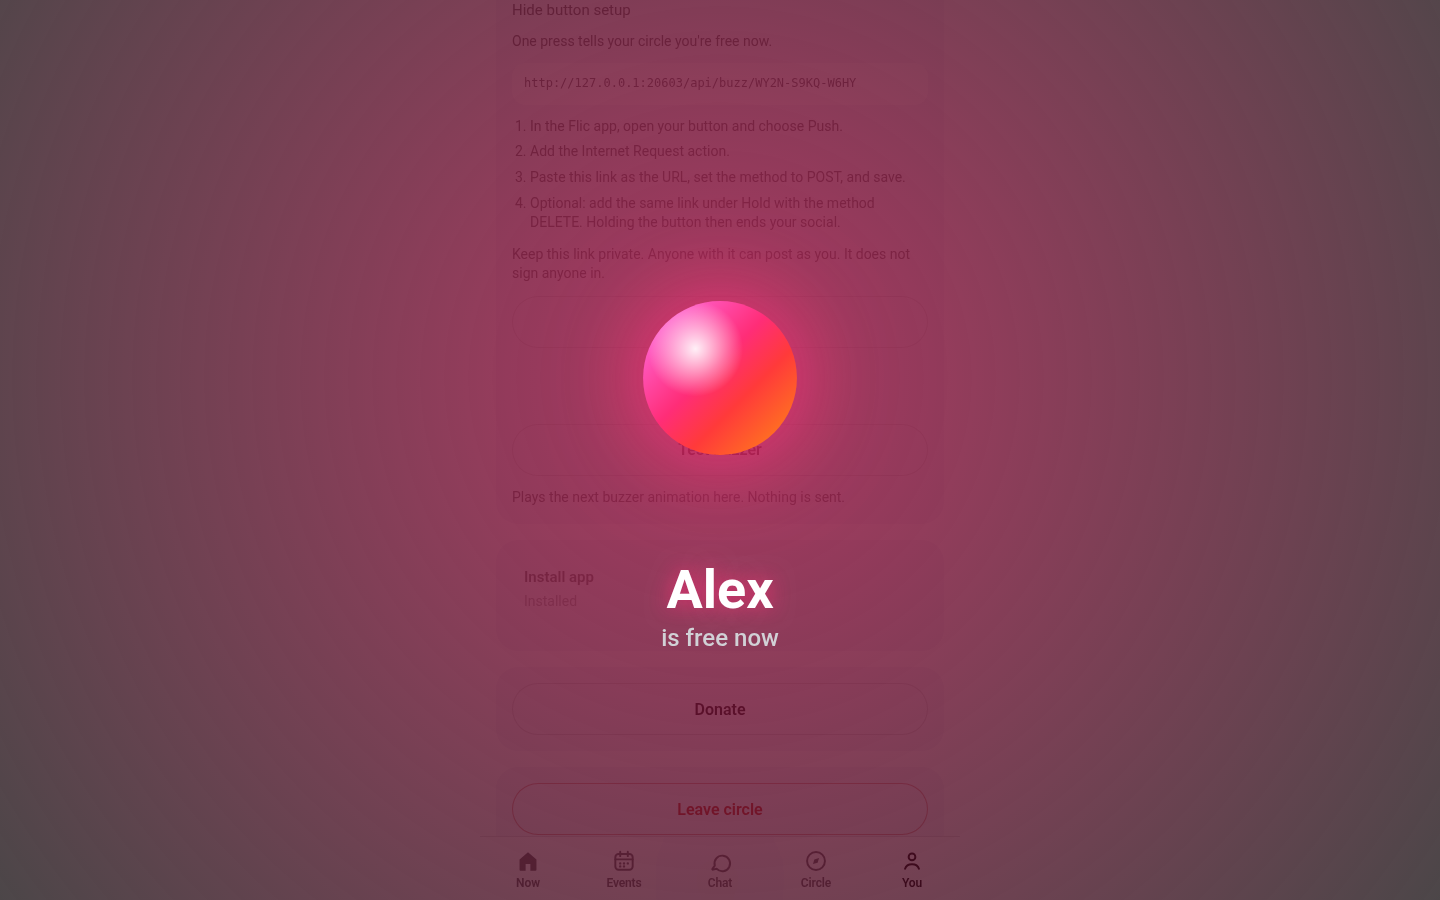 Hide button setup
One press tells your circle you're free now.
http://127.0.0.1:20603/api/buzz/WY2N-S9KQ-W6HY
1. In the Flic app, open your button and choose Push.
2. Add the Internet Request action.
3. Paste this link as the URL, set the method to POST, and save.
4. Optional: add the same link under Hold with the method
DELETE. Holding the button then ends your social.
Keep this link private. Anyone with it can post as you. It does not
sign anyone in.
Plays the next buzzer animation here. Nothing is sent.
Install app
Installed
Alex
is free now
Donate
Leave circle
Now
Events
Chat
Circle
You